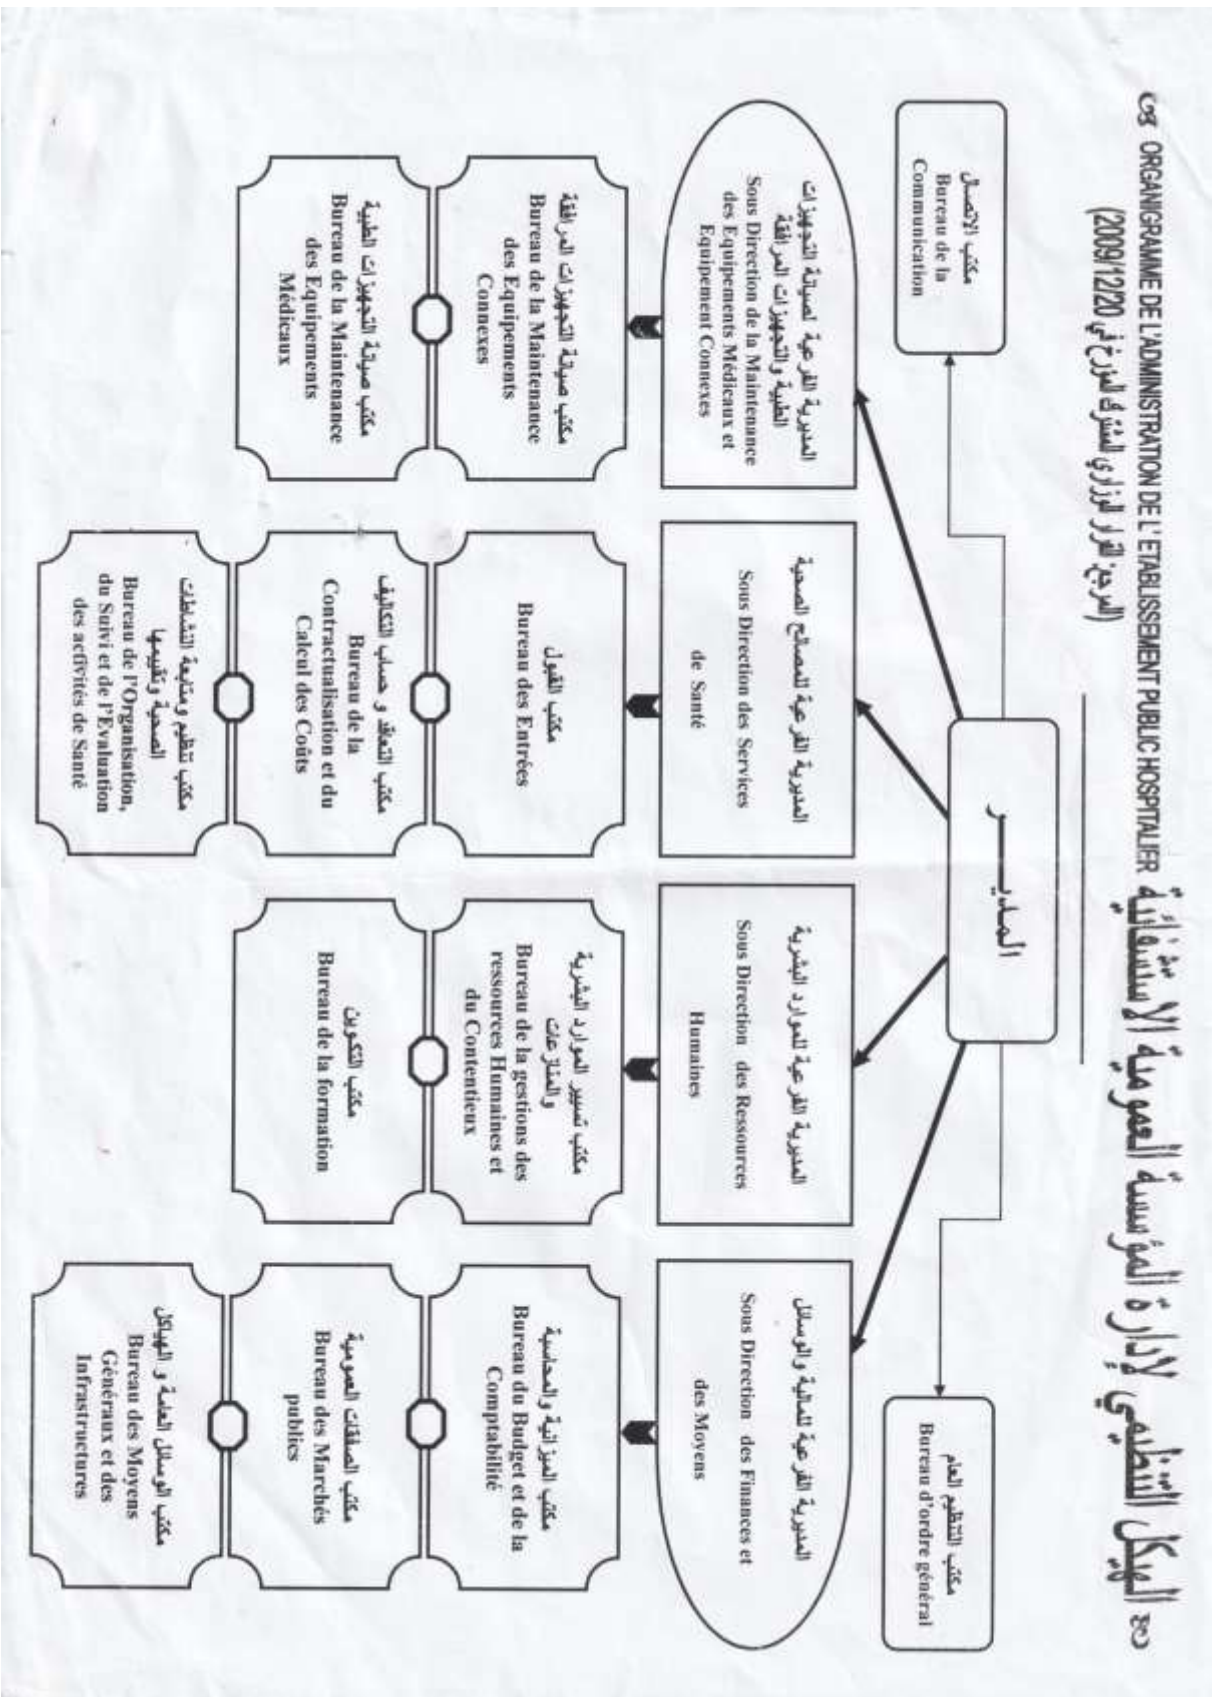 الهيكل التنظيمي لإدارة المؤسسة العمومية الاستشفائية
ORGANIGRAMME DE L'ADMINISTRATION DE L' ETABLISSEMENT PUBLIC HOSPITALIER
(المرجع: القرار الوزاري المشترك المؤرخ في 2009/12/20)
المديـــــر
مكتب الاتصال
Bureau de la
Communication
مكتب التنظيم العام
Bureau d'ordre général
المديرية الفرعية لصيانة التجهيزات
الطبية والتجهيزات المرافقة
Sous Direction de la Maintenance
des Equipements Médicaux et
Equipement Connexes
المديرية الفرعية للمصالح الصحية
Sous Direction des Services
de Santé
المديرية الفرعية للموارد البشرية
Sous Direction des Ressources
Humaines
المديرية الفرعية للمالية والوسائل
Sous Direction des Finances et
des Moyens
مكتب صيانة التجهيزات المرافقة
Bureau de la Maintenance
des Equipements
Connexes
مكتب القبول
Bureau des Entrées
مكتب تسيير الموارد البشرية
والمنازعات
Bureau de la gestions des
ressources Humaines et
du Contentieux
مكتب الميزانية والمحاسبة
Bureau du Budget et de la
Comptabilité
مكتب صيانة التجهيزات الطبية
Bureau de la Maintenance
des Equipements
Médicaux
مكتب التعاقد و حساب التكاليف
Bureau de la
Contractualisation et du
Calcul des Coûts
مكتب التكوين
Bureau de la formation
مكتب الصفقات العمومية
Bureau des Marchés
publics
مكتب تنظيم ومتابعة النشاطات
الصحية وتقييمها
Bureau de l'Organisation,
du Suivi et de l'Evaluation
des activités de Santé
مكتب الوسائل العامة و الهياكل
Bureau des Moyens
Généraux et des
Infrastructures